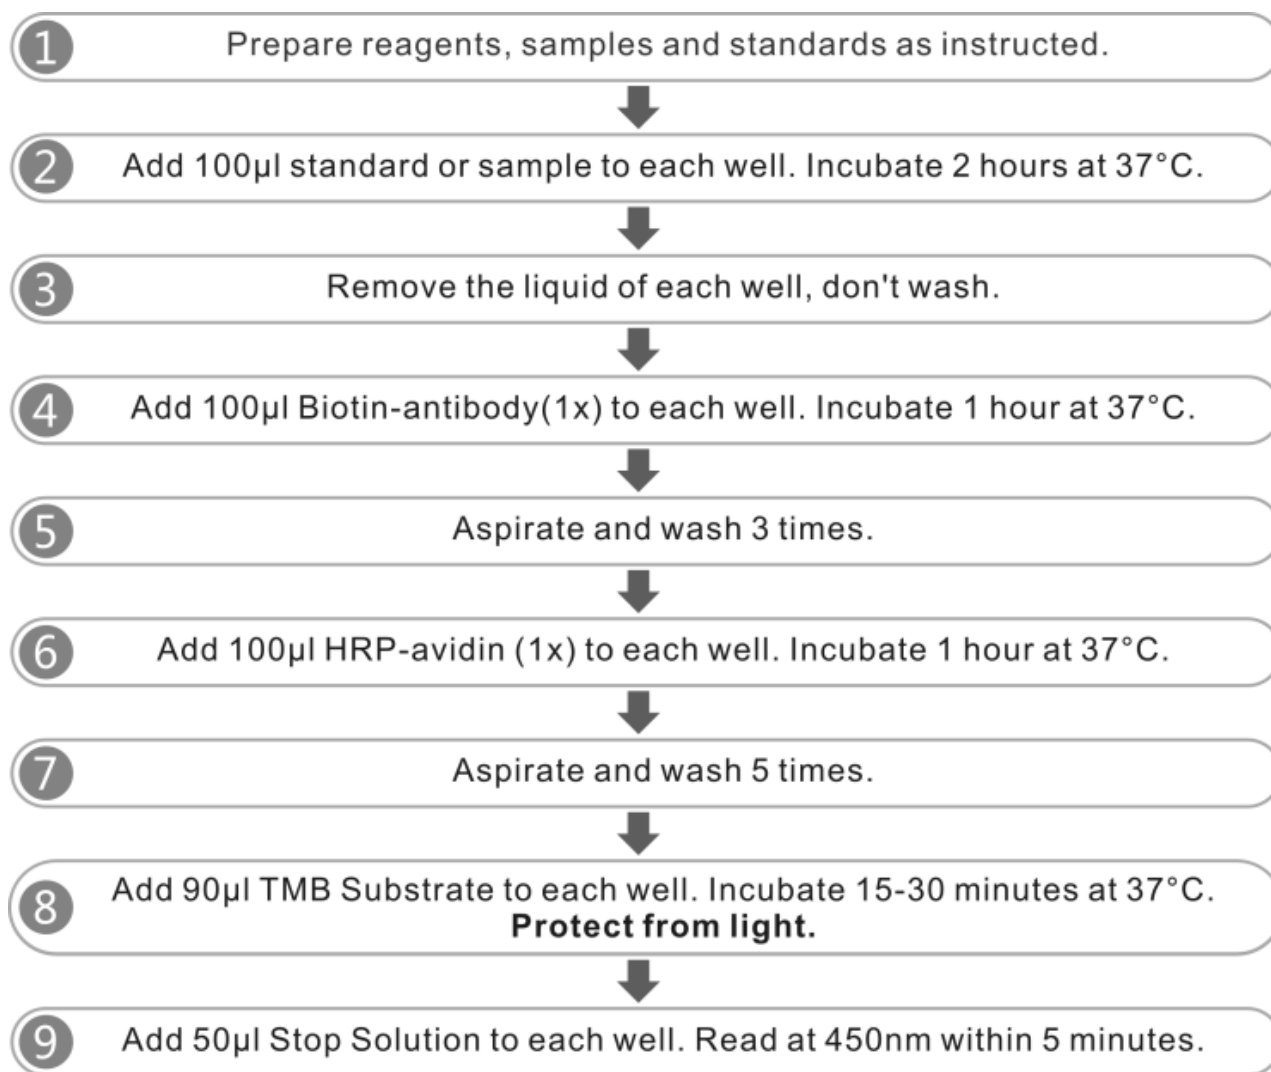 1 Prepare reagents, samples and standards as instructed.
2 Add 100µl standard or sample to each well. Incubate 2 hours at 37°C.
3 Remove the liquid of each well, don't wash.
4 Add 100µl Biotin-antibody(1x) to each well. Incubate 1 hour at 37°C.
5 Aspirate and wash 3 times.
6 Add 100µl HRP-avidin (1x) to each well. Incubate 1 hour at 37°C.
7 Aspirate and wash 5 times.
8 Add 90µl TMB Substrate to each well. Incubate 15-30 minutes at 37°C.
Protect from light.
9 Add 50µl Stop Solution to each well. Read at 450nm within 5 minutes.